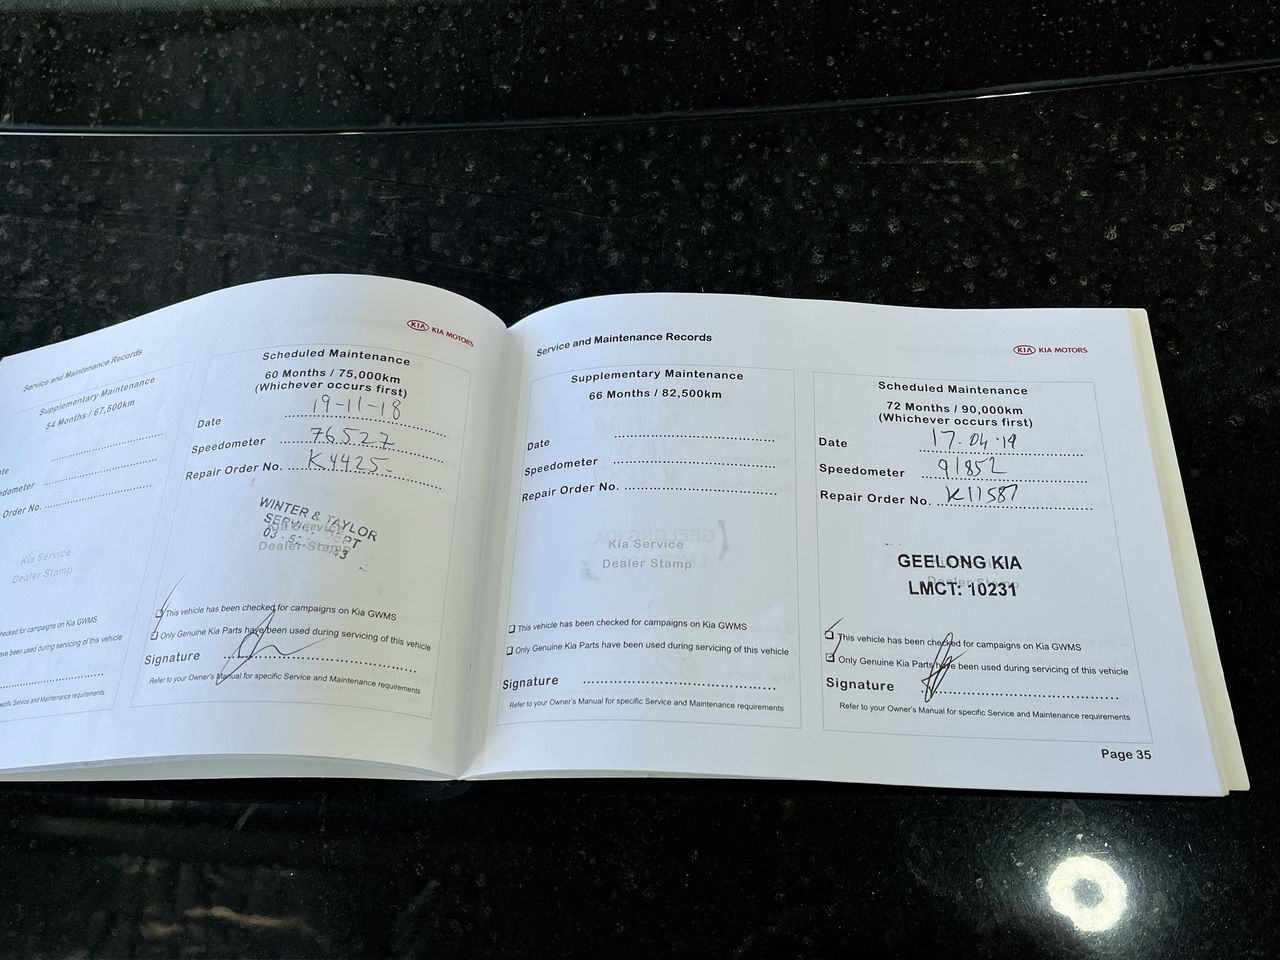 Service and Maintenance Records
Supplementary Maintenance
54 Months / 67,500km
Order No.
Kia Service
Dealer Stamp
KIA KIA MOTORS
Scheduled Maintenance
60 Months / 75,000km
(Whichever occurs first)
Date 19-11-18
Speedometer 76527
Repair Order No. K4425-
WINTER & TAYLOR
Kia Service
Dealer Stamp
This vehicle has been checked for campaigns on Kia GWMS
Only Genuine Kia Parts have been used during servicing of this vehicle
Signature
Refer to your Owner's Manual for specific Service and Maintenance requirements
Service and Maintenance Records
Supplementary Maintenance
66 Months / 82,500km
Date
Speedometer
Repair Order No.
Kia Service
Dealer Stamp
This vehicle has been checked for campaigns on Kia GWMS
Only Genuine Kia Parts have been used during servicing of this vehicle
Signature
Refer to your Owner's Manual for specific Service and Maintenance requirements
KIA KIA MOTORS
Scheduled Maintenance
72 Months / 90,000km
(Whichever occurs first)
Date 17.04.19
Speedometer 91852
Repair Order No. K11587
GEELONG KIA
LMCT: 10231
Dealer Stamp
This vehicle has been checked for campaigns on Kia GWMS
Only Genuine Kia Parts have been used during servicing of this vehicle
Signature
Refer to your Owner's Manual for specific Service and Maintenance requirements
Page 35